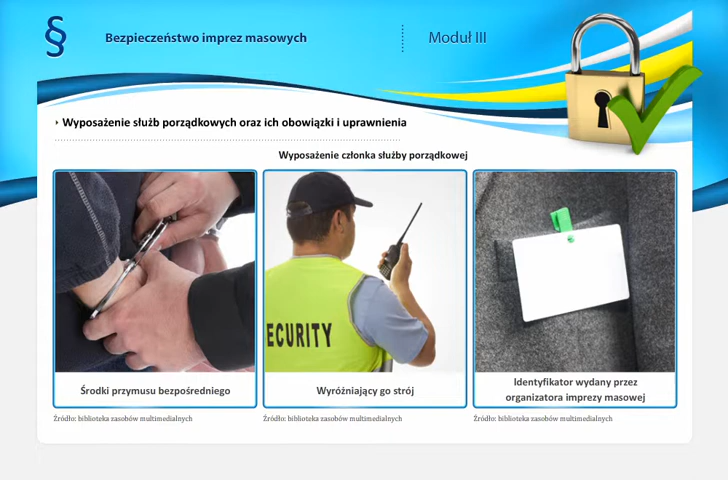 §
Bezpieczeństwo imprez masowych
Moduł III
Wyposażenie służb porządkowych oraz ich obowiązki i uprawnienia
Wyposażenie członka służby porządkowej
ECURITY
Środki przymusu bezpośredniego
Wyróżniający go strój
Identyfikator wydany przez
organizatora imprezy masowej
Źródło: biblioteka zasobów multimedialnych
Źródło: biblioteka zasobów multimedialnych
Źródło: biblioteka zasobów multimedialnych